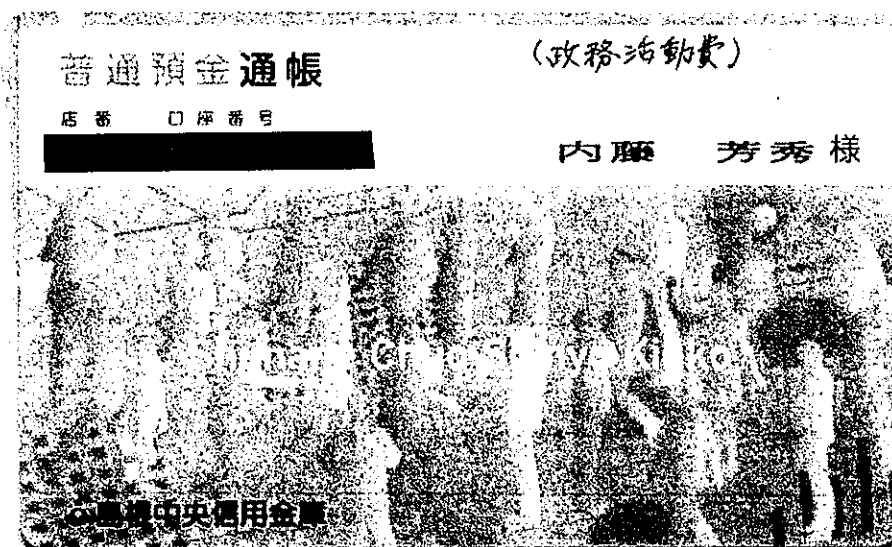 普通預金通帳
(政務活動費)
店番 口座番号
内藤 芳秀 様
島根中央信用金庫